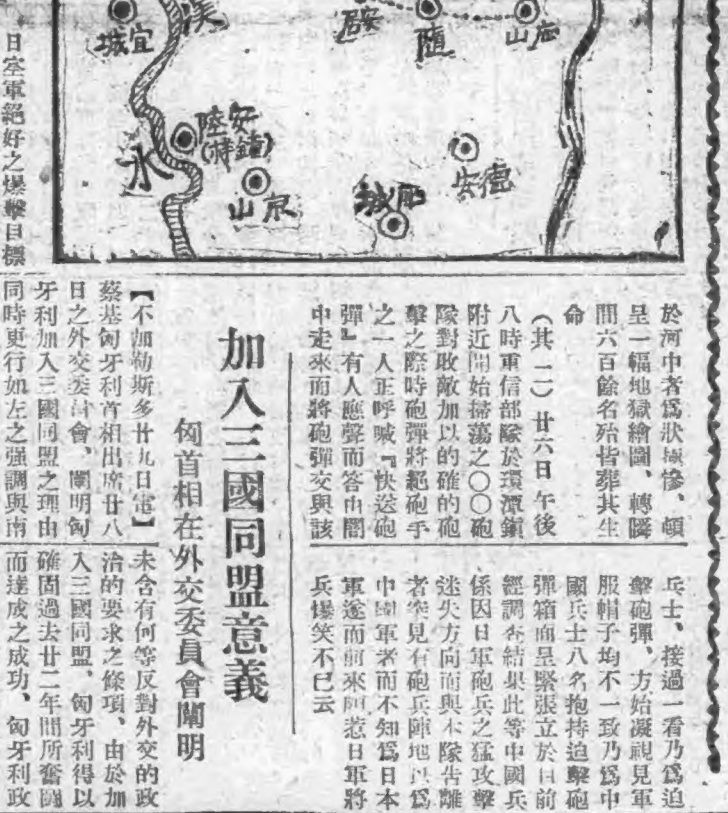 宜城
漢
水
安陸
(鍾祥)
京山
應城
德安
隨
應山
日空軍絕好之爆擊目標
於河中者爲狀極慘、頓
呈一幅地獄繪圖、轉瞬
間六百餘名殆皆葬其生
命
(其二)廿六日午後
八時重信部隊於環潭鎭
附近開始掃蕩之〇〇砲
隊對敗敵加以的確的砲
擊之際時砲彈將絕砲手
之一人正呼喊『快送砲
彈』有人應聲而答由闇
中走來而將砲彈交與該
兵士、接過一看乃爲迫
擊砲彈、方始凝視見軍
服帽子均不一致乃爲中
國兵士八名抱持迫擊砲
彈箱面呈緊張立於目前
經調查結果此等中國兵
係因日軍砲兵之猛攻擊
迷失方向而與本隊吿離
者突見有砲兵陣地以爲
中國軍者而不知爲日本
軍遂而前來惹日軍將
兵爆笑不已云
加入三國同盟意義
匈首相在外交委員會闡明
【不加勒斯多廿九日電】
蔡基匈牙利首相出席廿八
日之外交委員會、闡明匈
牙利加入三國同盟之理由
同時更行如左之强調與南
未含有何等反對外交的政
治的要求之條項、由於加
入三國同盟、匈牙利得以
確固過去廿二年間所奮鬪
而達成之成功、匈牙利政